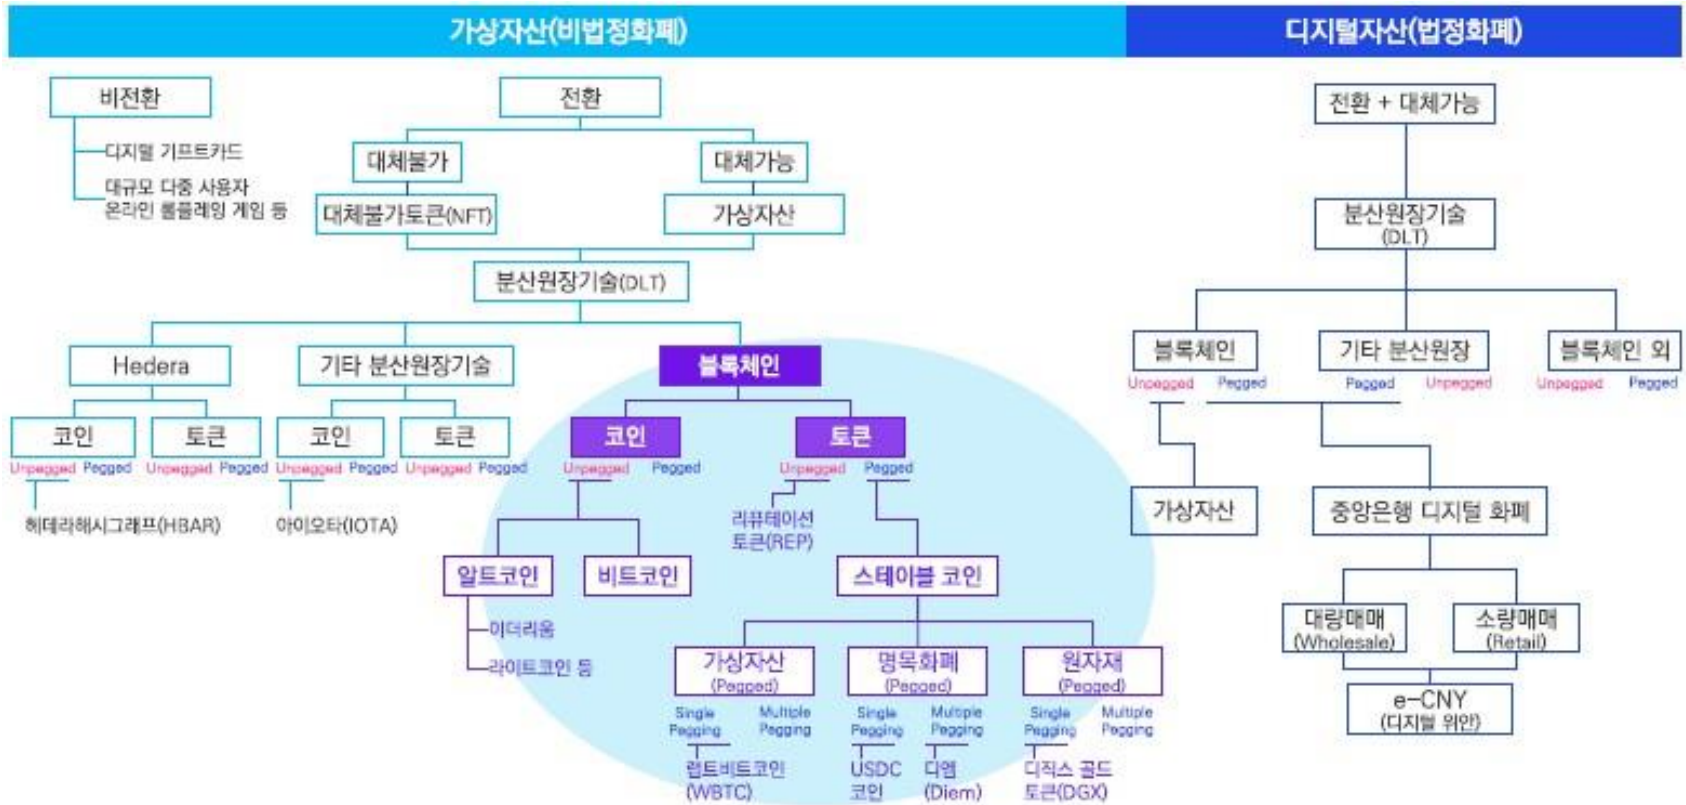 가상자산(비법정화폐)
디지털자산(법정화폐)
비전환
디지털 기프트카드
대규모 다중 사용자
온라인 롤플레잉 게임 등
전환
대체불가
대체가능
대체불가토큰(NFT)
가상자산
분산원장기술(DLT)
Hedera
기타 분산원장기술
블록체인
코인
토큰
코인
토큰
코인
토큰
Unpegged Pegged
Unpegged Pegged
Unpegged Pegged
Unpegged Pegged
Unpegged Pegged
Unpegged Pegged
헤데라해시그래프(HBAR)
아이오타(IOTA)
리퓨테이션
토큰(REP)
알트코인
비트코인
스테이블 코인
이더리움
라이트코인 등
가상자산
(Pegged)
명목화폐
(Pegged)
원자재
(Pegged)
Single
Pegging
Multiple
Pegging
Single
Pegging
Multiple
Pegging
Single
Pegging
Multiple
Pegging
랩트비트코인
(WBTC)
USDC
코인
디엠
(Diem)
디직스 골드
토큰(DGX)
전환 + 대체가능
분산원장기술
(DLT)
블록체인
기타 분산원장
블록체인 외
Unpegged Pegged
Pegged Unpegged
Unpegged Pegged
가상자산
중앙은행 디지털 화폐
대량매매
(Wholesale)
소량매매
(Retail)
e-CNY
(디지털 위안)